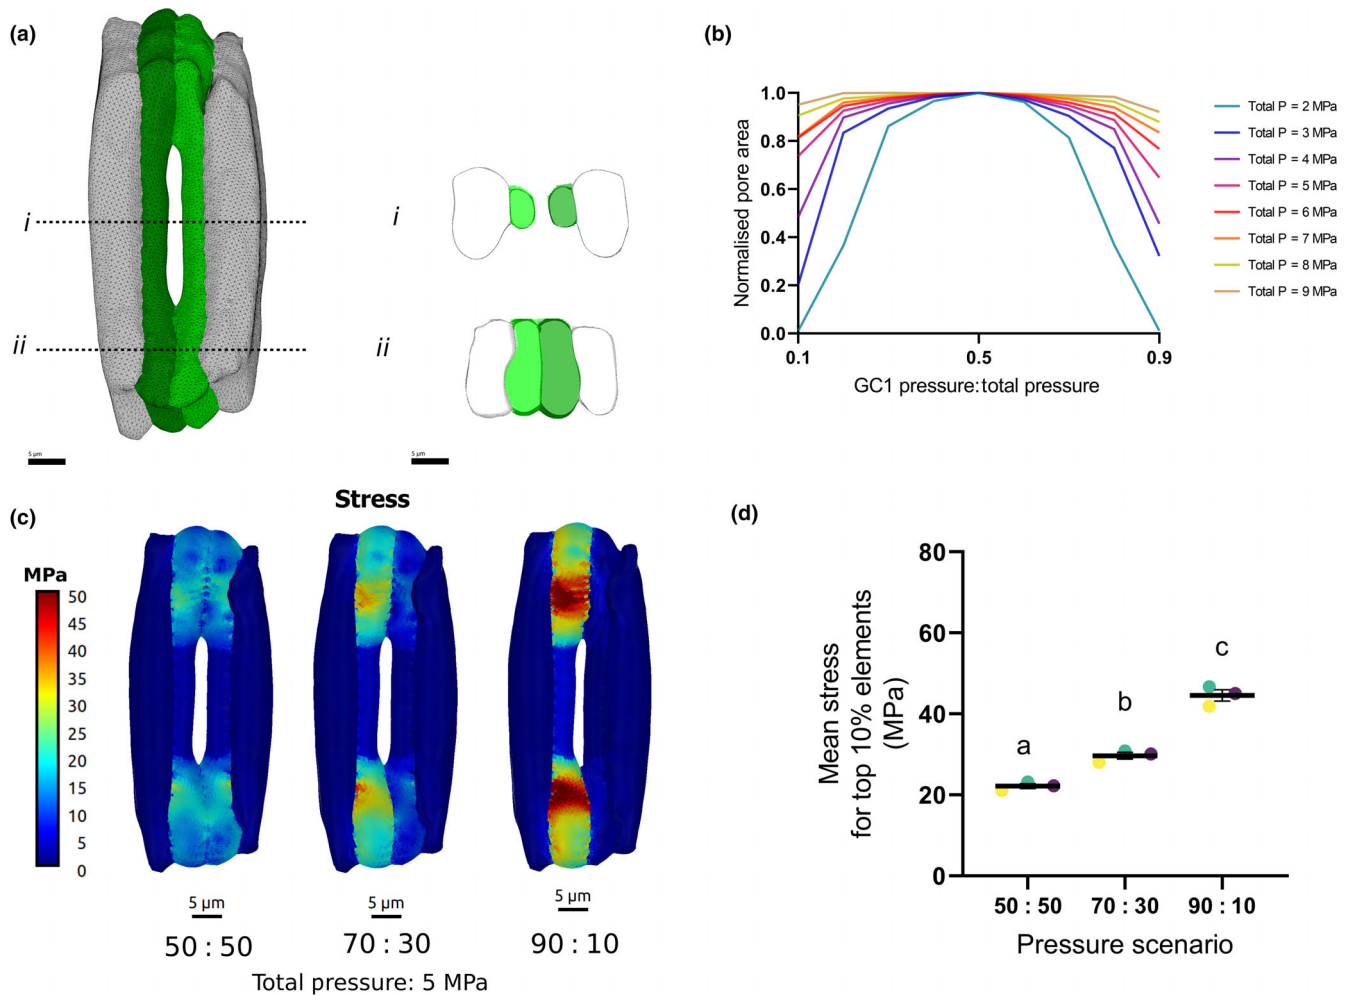 (a)
i
ii
5 µm
i
ii
5 µm
(b)
Normalised pore area
1.0
0.8
0.6
0.4
0.2
0.0
0.1
0.5
0.9
GC1 pressure:total pressure
Total P = 2 MPa
Total P = 3 MPa
Total P = 4 MPa
Total P = 5 MPa
Total P = 6 MPa
Total P = 7 MPa
Total P = 8 MPa
Total P = 9 MPa
(c)
Stress
MPa
50
45
40
35
30
25
20
15
10
5
0
5 µm
5 µm
5 µm
50 : 50
70 : 30
90 : 10
Total pressure: 5 MPa
(d)
Mean stress
for top 10% elements
(MPa)
80
60
40
20
0
a
b
c
50 : 50
70 : 30
90 : 10
Pressure scenario